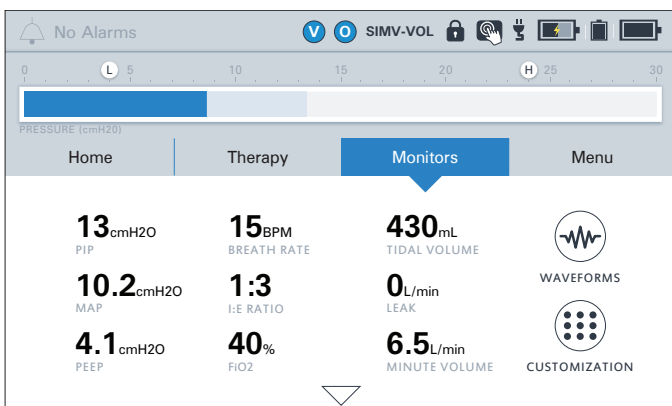 No Alarms V O SIMV-VOL
0 L 5 10 15 20 H 25 30
PRESSURE (cmH20)
Home Therapy Monitors Menu
13cmH2O 15BPM 430mL
PIP BREATH RATE TIDAL VOLUME
WAVEFORMS
10.2cmH2O 1:3 0L/min
MAP I:E RATIO LEAK
4.1cmH2O 40% 6.5L/min
PEEP FiO2 MINUTE VOLUME CUSTOMIZATION